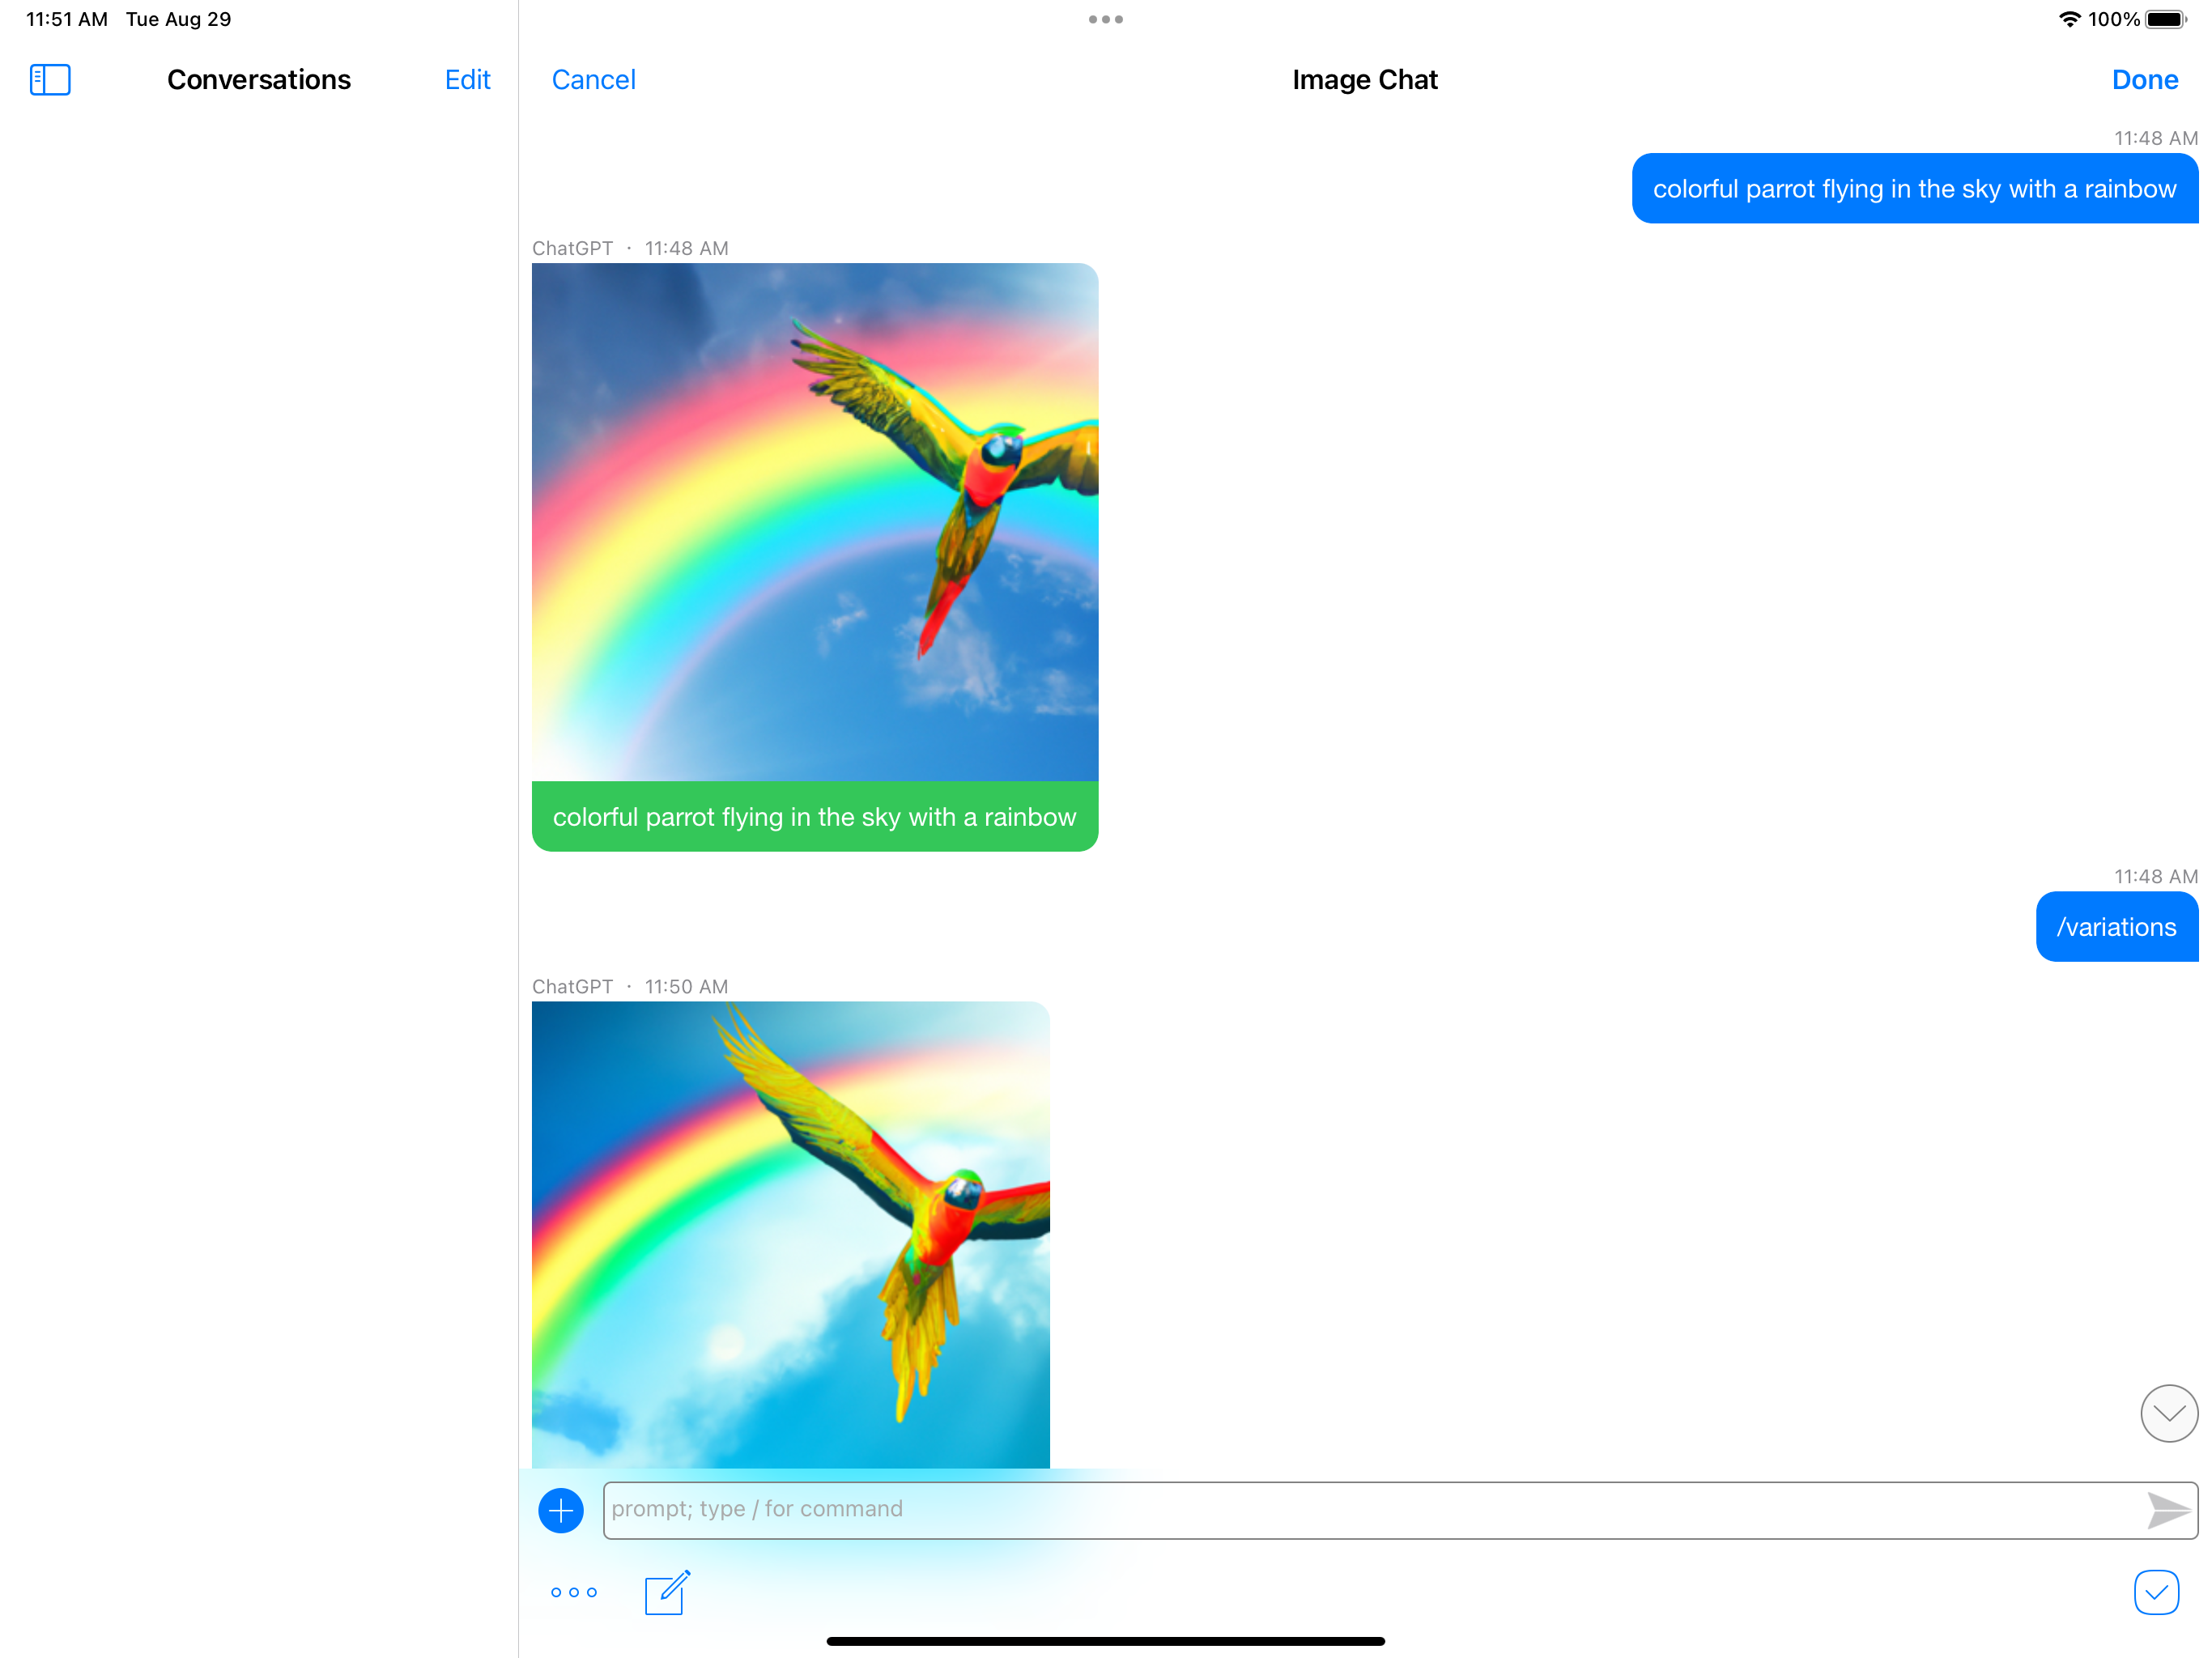 11:51 AM Tue Aug 29
100%
Conversations
Edit
Cancel
Image Chat
Done
11:48 AM
colorful parrot flying in the sky with a rainbow
ChatGPT · 11:48 AM
colorful parrot flying in the sky with a rainbow
11:48 AM
/variations
ChatGPT · 11:50 AM
prompt; type / for command